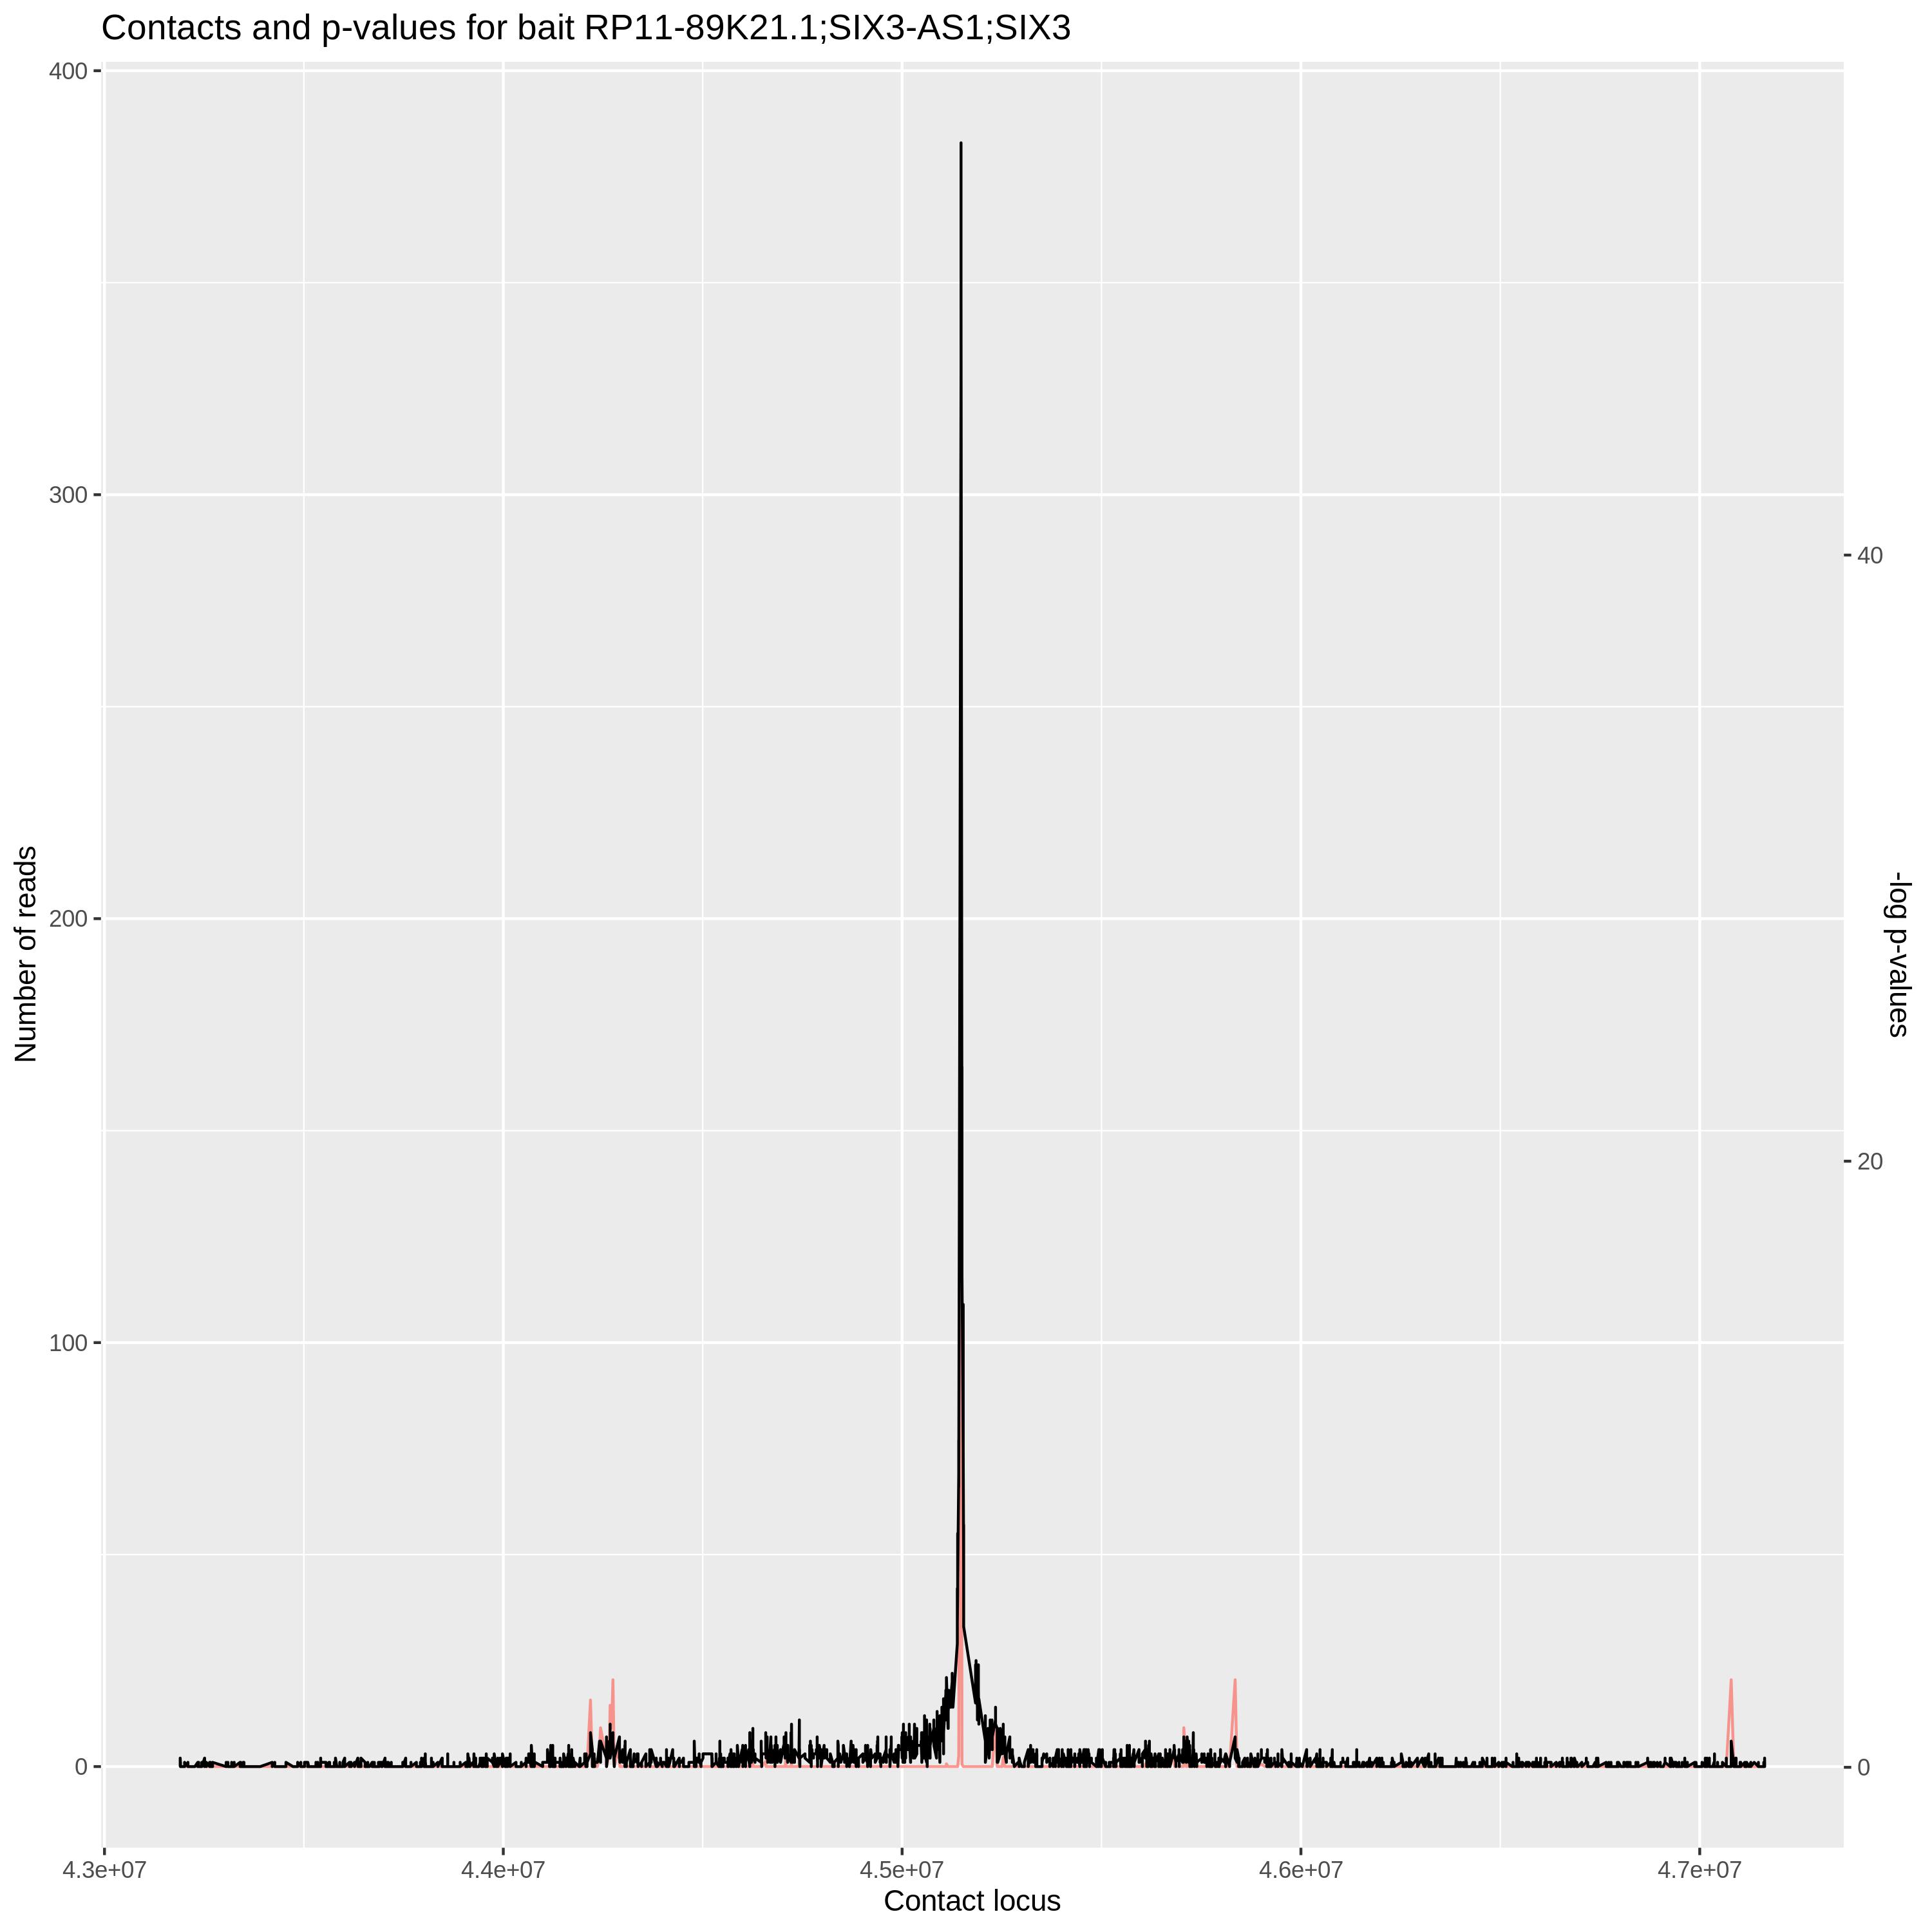 Contacts and p-values for bait RP11-89K21.1;SIX3-AS1;SIX3
400
300
200
100
0
Number of reads
40
20
0
-log p-values
4.3e+07
4.4e+07
4.5e+07
4.6e+07
4.7e+07
Contact locus